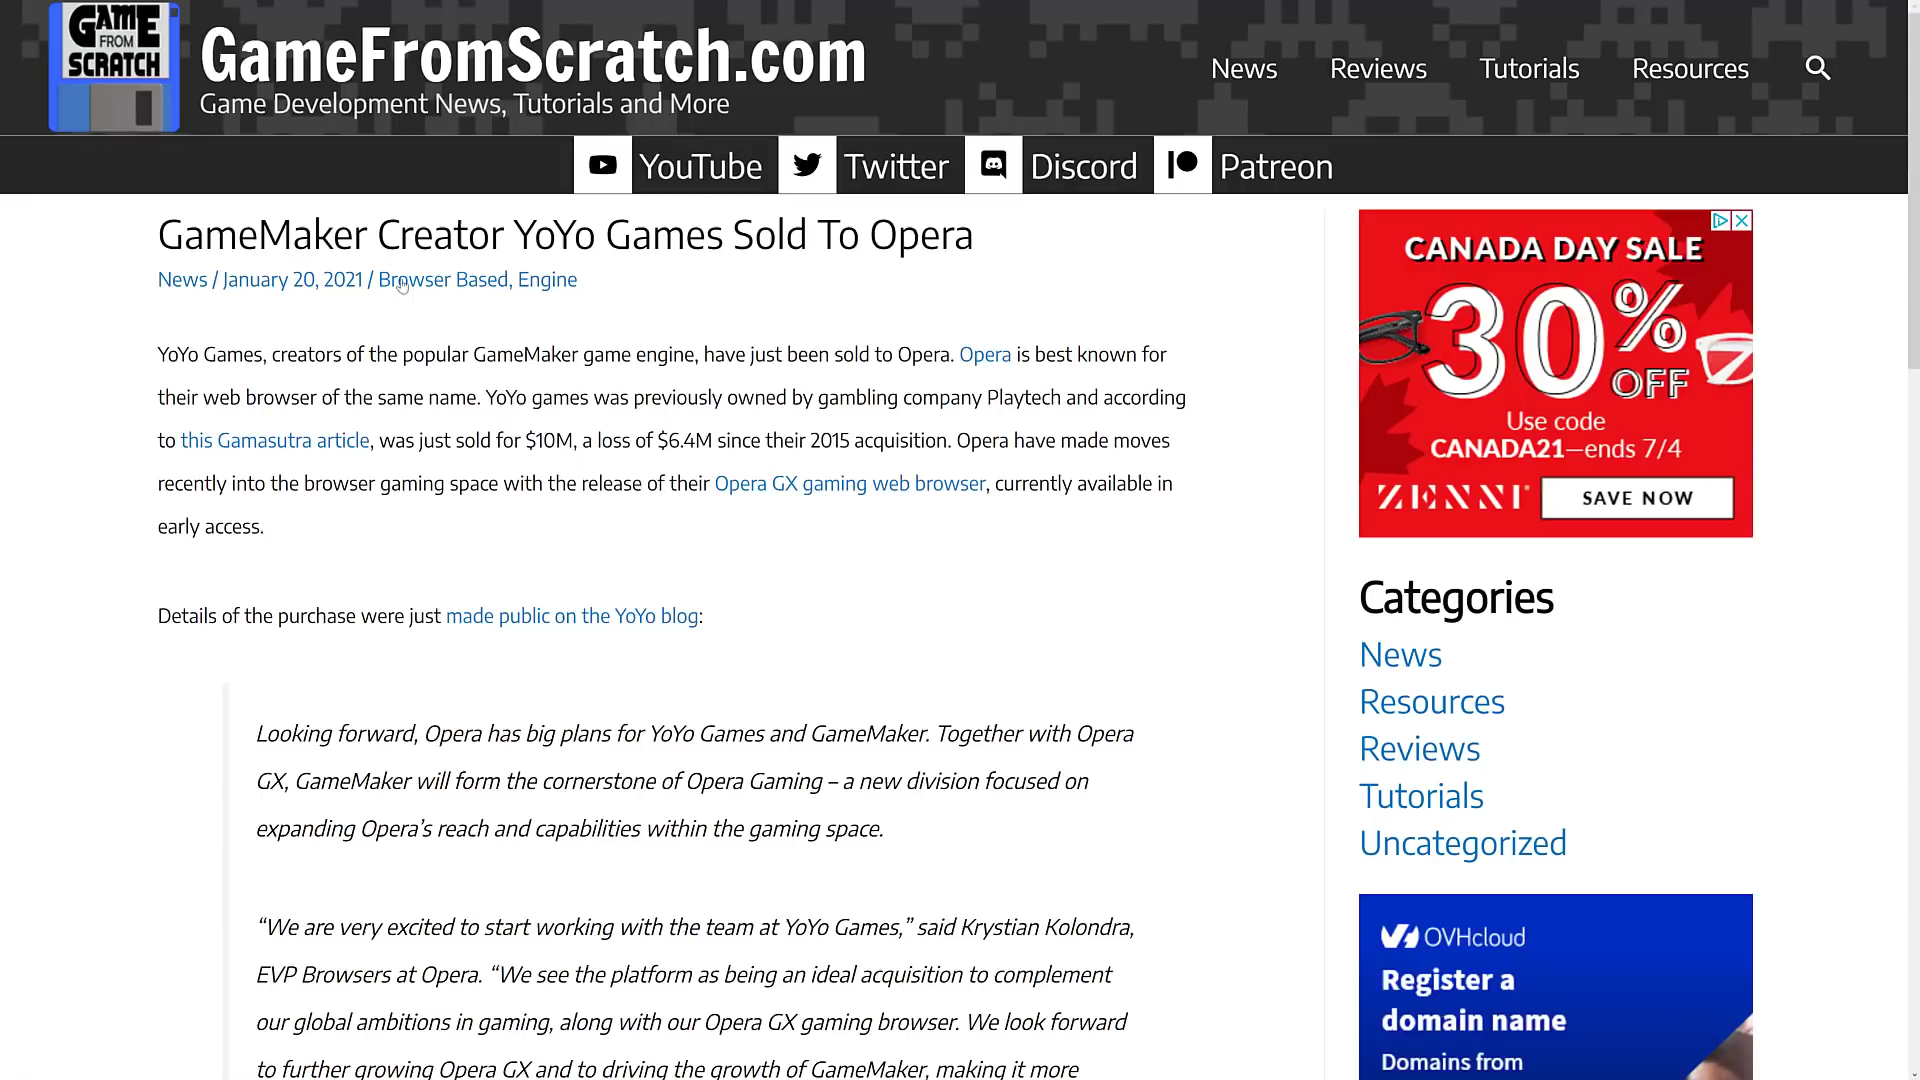 GAME
FROM
SCRATCH
GameFromScratch.com
Game Development News, Tutorials and More
News
Reviews
Tutorials
Resources
YouTube
Twitter
Discord
Patreon
GameMaker Creator YoYo Games Sold To Opera
News / January 20, 2021 / Browser Based, Engine
YoYo Games, creators of the popular GameMaker game engine, have just been sold to Opera. Opera is best known for
their web browser of the same name. YoYo games was previously owned by gambling company Playtech and according
to this Gamasutra article, was just sold for $10M, a loss of $6.4M since their 2015 acquisition. Opera have made moves
recently into the browser gaming space with the release of their Opera GX gaming web browser, currently available in
early access.
Details of the purchase were just made public on the YoYo blog:
Looking forward, Opera has big plans for YoYo Games and GameMaker. Together with Opera
GX, GameMaker will form the cornerstone of Opera Gaming – a new division focused on
expanding Opera’s reach and capabilities within the gaming space.
“We are very excited to start working with the team at YoYo Games,” said Krystian Kolondra,
EVP Browsers at Opera. “We see the platform as being an ideal acquisition to complement
our global ambitions in gaming, along with our Opera GX gaming browser. We look forward
to further growing Opera GX and to driving the growth of GameMaker, making it more
CANADA DAY SALE
30%
OFF
Use code
CANADA21—ends 7/4
ZENNI
SAVE NOW
Categories
News
Resources
Reviews
Tutorials
Uncategorized
OVHcloud
Register a
domain name
Domains from